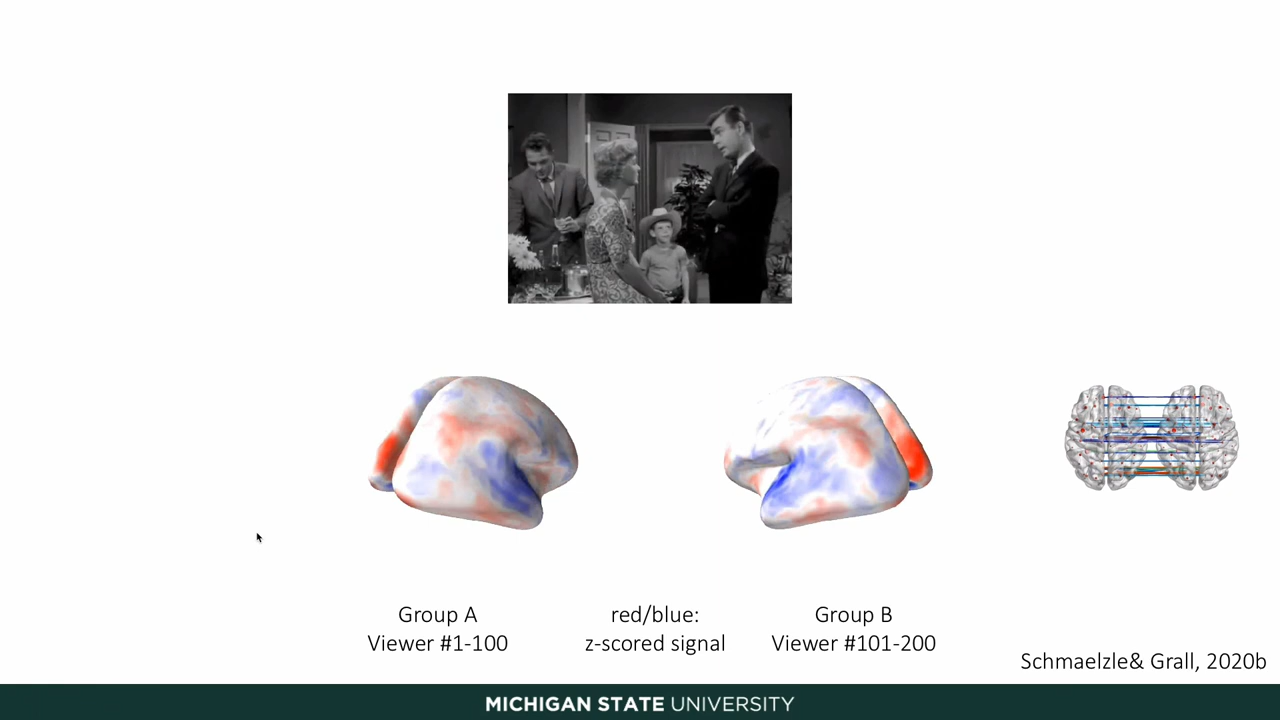 Group A
Viewer #1-100
red/blue:
z-scored signal
Group B
Viewer #101-200
Schmaelzle& Grall, 2020b
MICHIGAN STATE UNIVERSITY